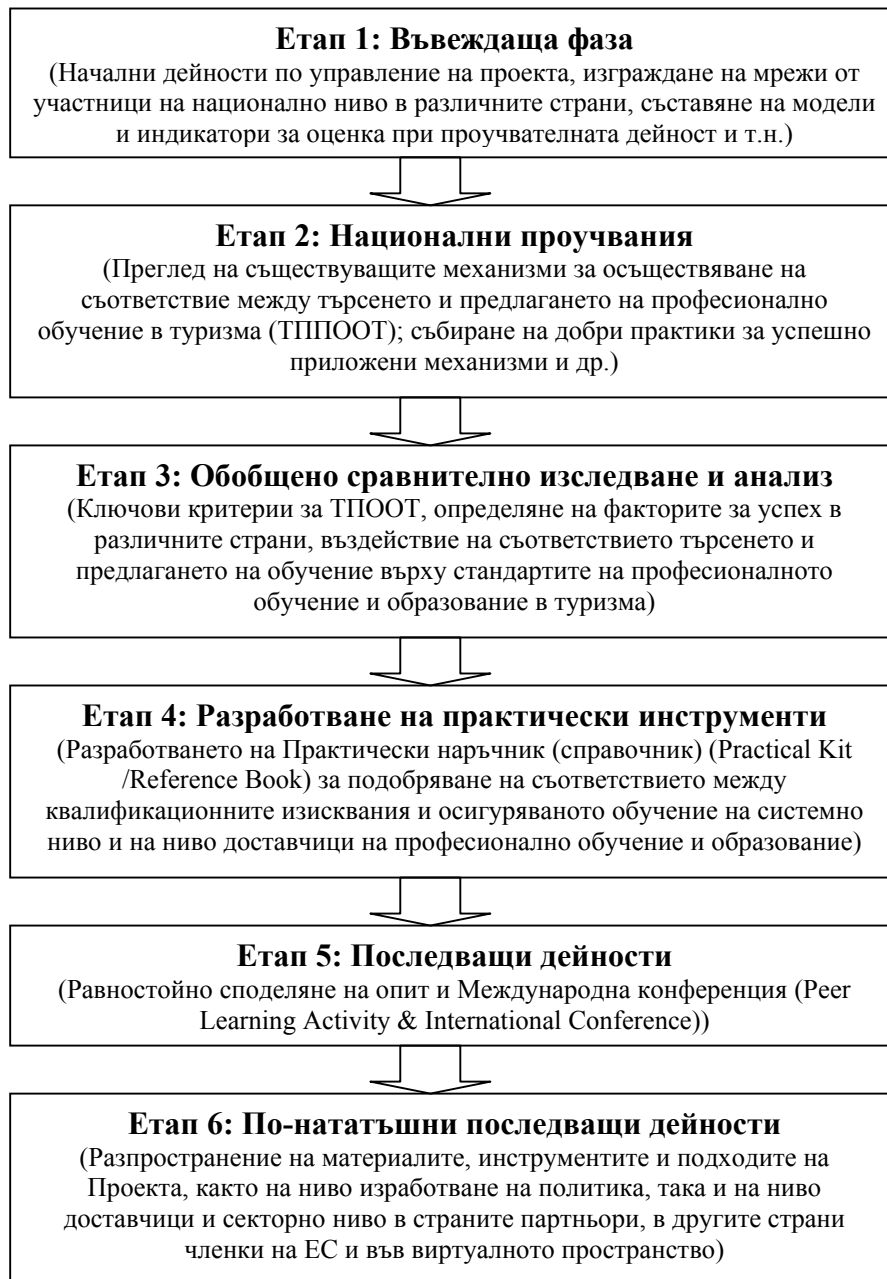 Етап 1: Въвеждаща фаза
(Начални дейности по управление на проекта, изграждане на мрежи от
участници на национално ниво в различните страни, съставяне на модели
и индикатори за оценка при проучвателната дейност и т.н.)
Етап 2: Национални проучвания
(Преглед на съществуващите механизми за осъществяване на
съответствие между търсенето и предлагането на професионално
обучение в туризма (ТППООТ); събиране на добри практики за успешно
приложени механизми и др.)
Етап 3: Обобщено сравнително изследване и анализ
(Ключови критерии за ТПООТ, определяне на факторите за успех в
различните страни, въздействие на съответствието търсенето и
предлагането на обучение върху стандартите на професионалното
обучение и образование в туризма)
Етап 4: Разработване на практически инструменти
(Разработването на Практически наръчник (справочник) (Practical Kit
/Reference Book) за подобряване на съответствието между
квалификационните изисквания и осигуряваното обучение на системно
ниво и на ниво доставчици на професионално обучение и образование)
Етап 5: Последващи дейности
(Равностойно споделяне на опит и Международна конференция (Peer
Learning Activity & International Conference))
Етап 6: По-нататъшни последващи дейности
(Разпространение на материалите, инструментите и подходите на
Проекта, както на ниво изработване на политика, така и на ниво
доставчици и секторно ниво в страните партньори, в другите страни
членки на ЕС и във виртуалното пространство)